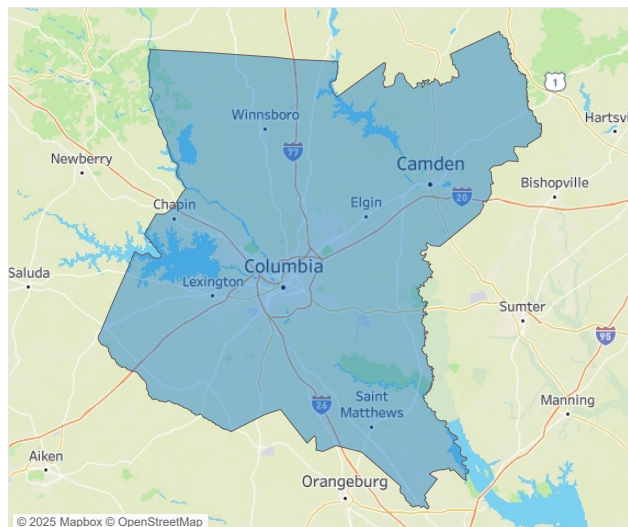 1
Winnsboro
Hartsvi
77
Newberry
Camden
Bishopville
20
Elgin
Chapin
Columbia
Saluda
Lexington
Sumter
95
26
Saint
Matthews
Manning
Aiken
Orangeburg
© 2025 Mapbox © OpenStreetMap